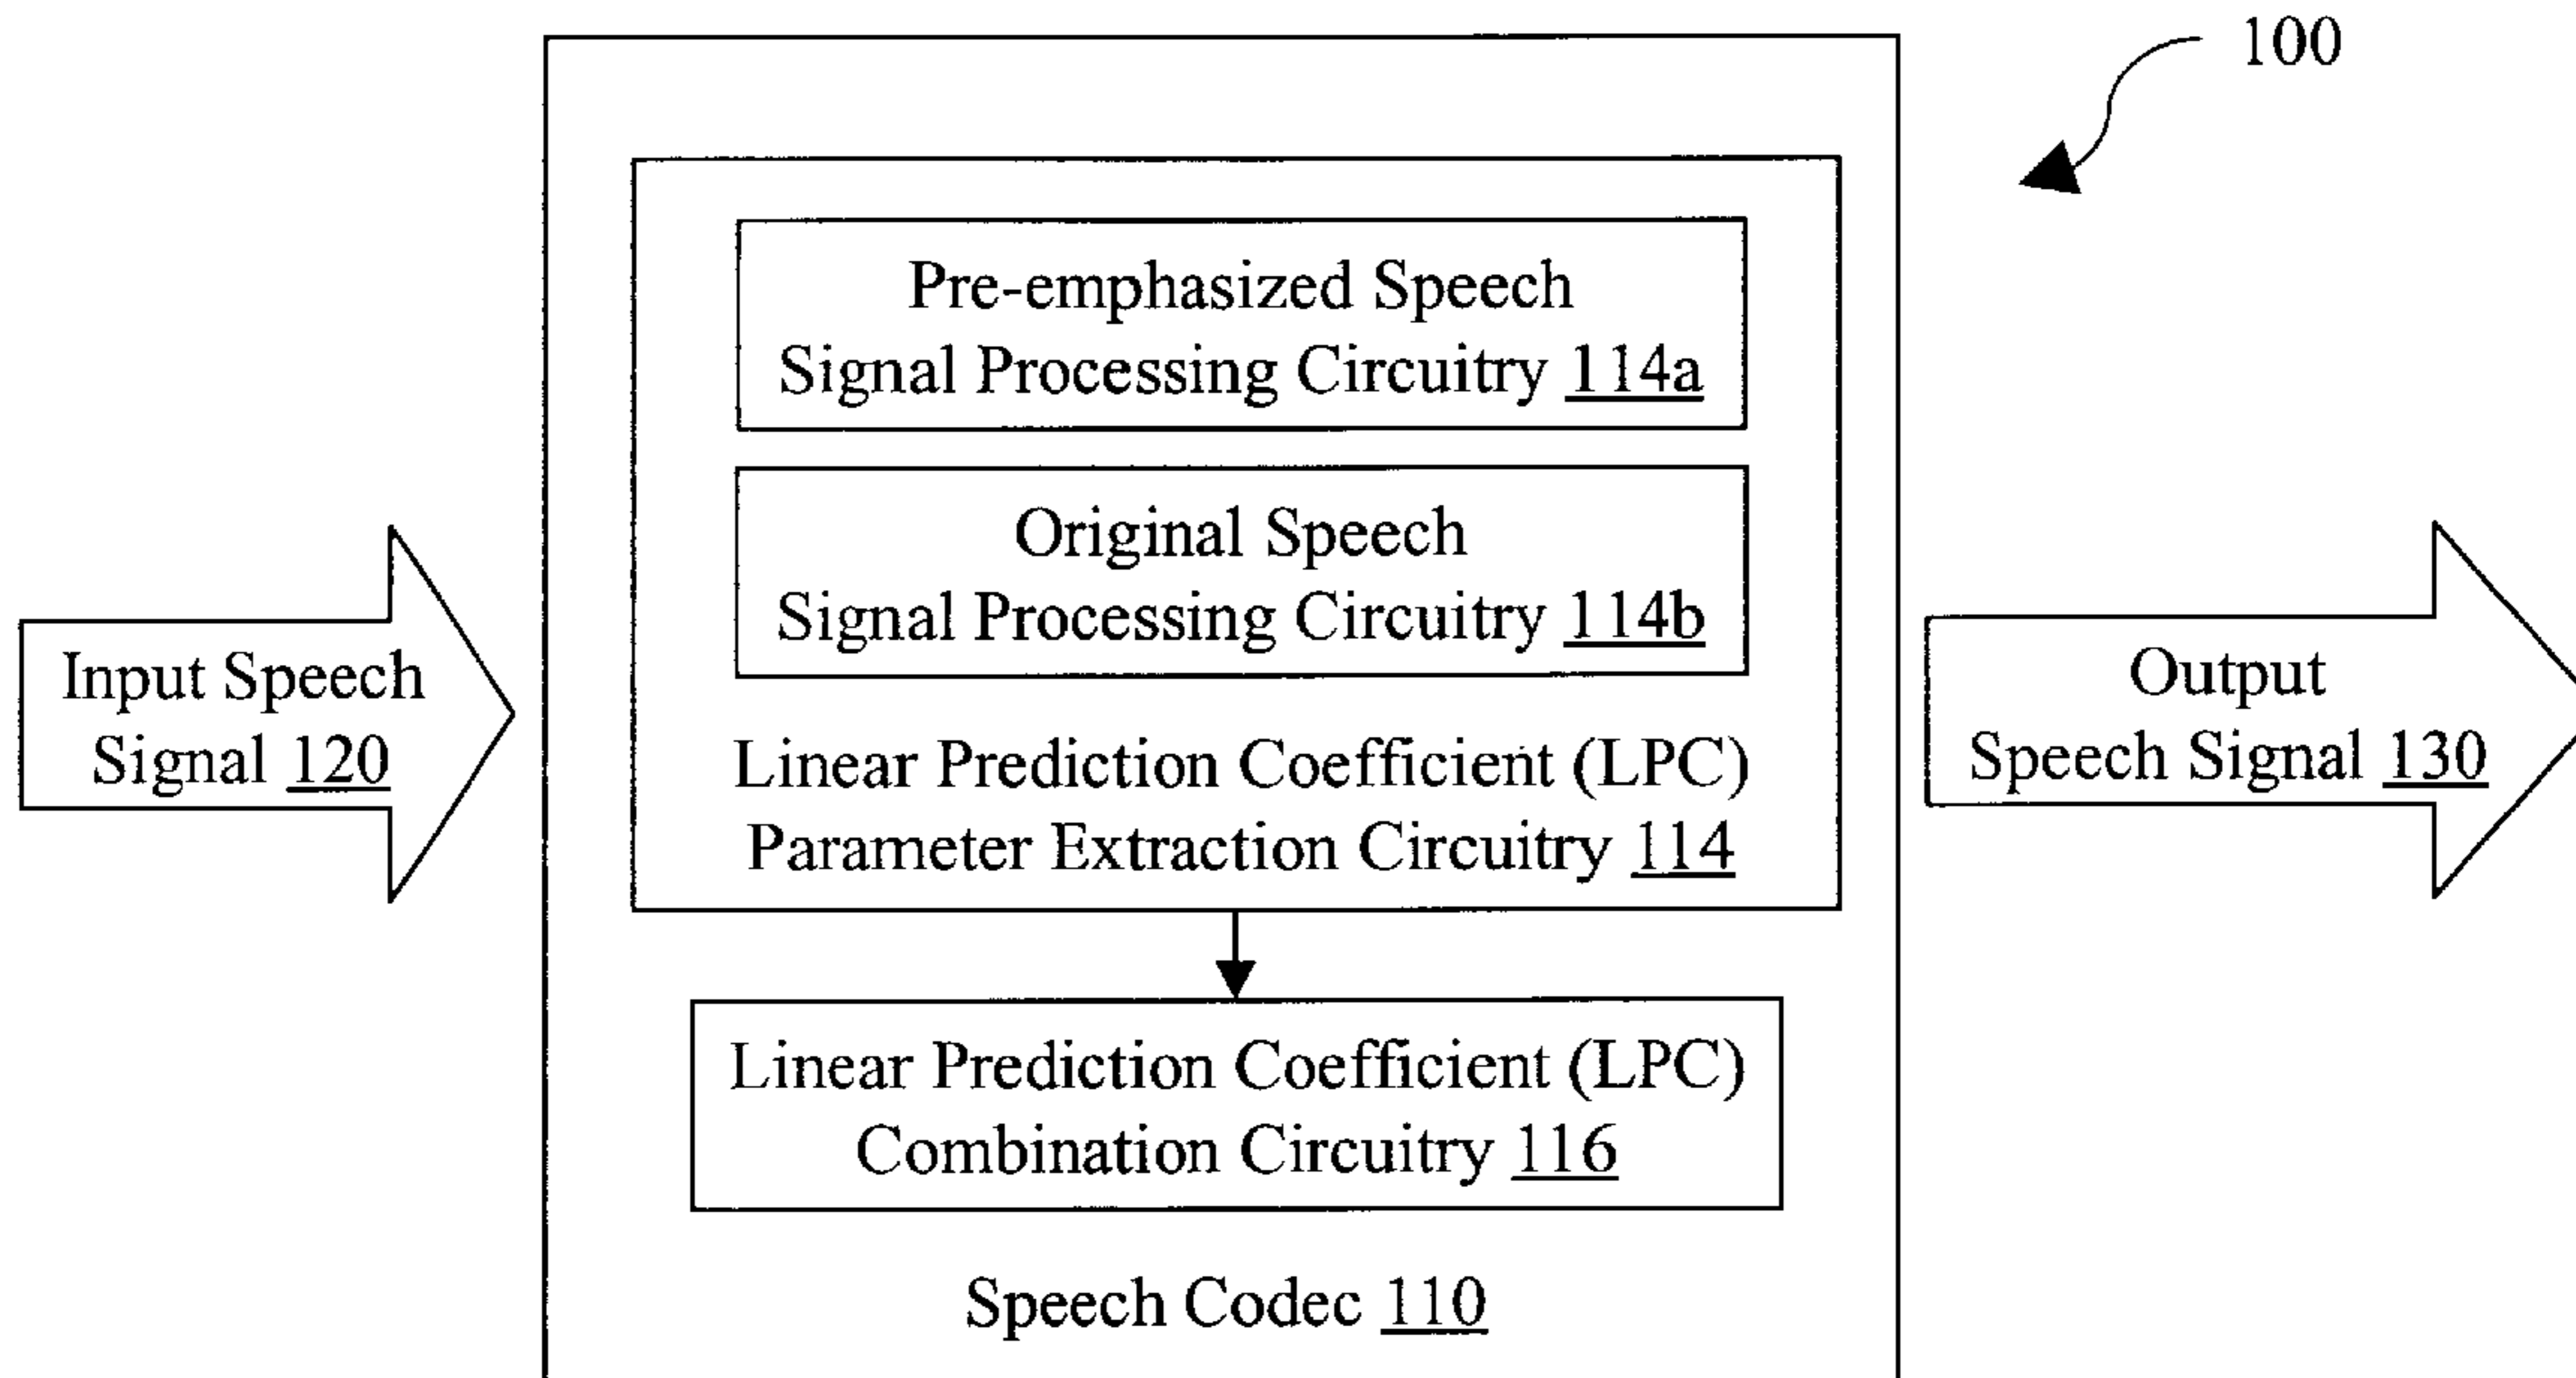 100
Pre-emphasized Speech
Signal Processing Circuitry 114a
Original Speech
Signal Processing Circuitry 114b
Linear Prediction Coefficient (LPC)
Parameter Extraction Circuitry 114
Input Speech
Signal 120
Output
Speech Signal 130
Linear Prediction Coefficient (LPC)
Combination Circuitry 116
Speech Codec 110